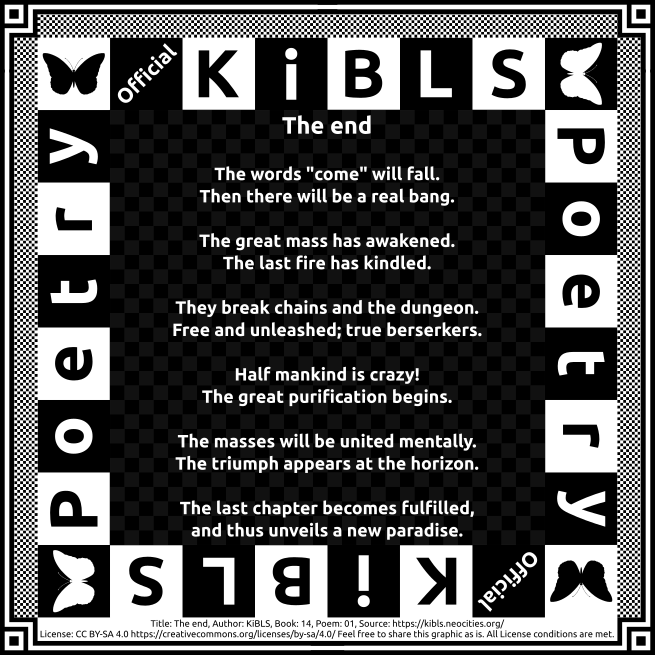 Official KiBLS
Poetry
Poetry
The end
The words "come" will fall.
Then there will be a real bang.
The great mass has awakened.
The last fire has kindled.
They break chains and the dungeon.
Free and unleashed; true berserkers.
Half mankind is crazy!
The great purification begins.
The masses will be united mentally.
The triumph appears at the horizon.
The last chapter becomes fulfilled,
and thus unveils a new paradise.
Official KiBLS
Title: The end, Author: KiBLS, Book: 14, Poem: 01, Source: https://kibls.neocities.org/
License: CC BY-SA 4.0 https://creativecommons.org/licenses/by-sa/4.0/ Feel free to share this graphic as is. All License conditions are met.